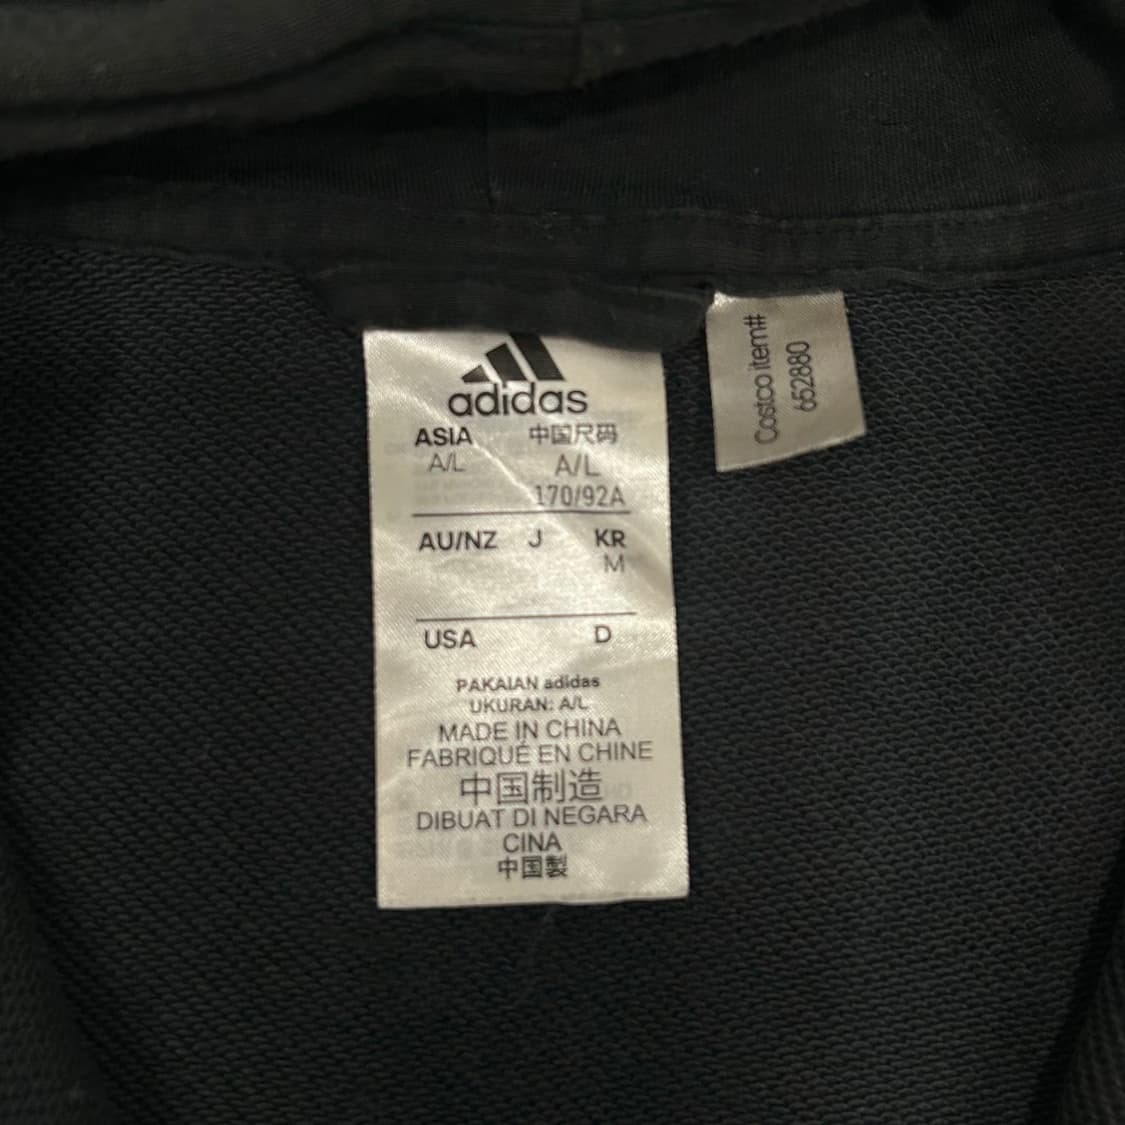 adidas
ASIA 中国尺码
A/L A/L
170/92A
AU/NZ J KR
M
USA D
PAKAIAN adidas
UKURAN: A/L
MADE IN CHINA
FABRIQUÉ EN CHINE
中国制造
DIBUAT DI NEGARA
CINA
中国製
Costco item#
652880